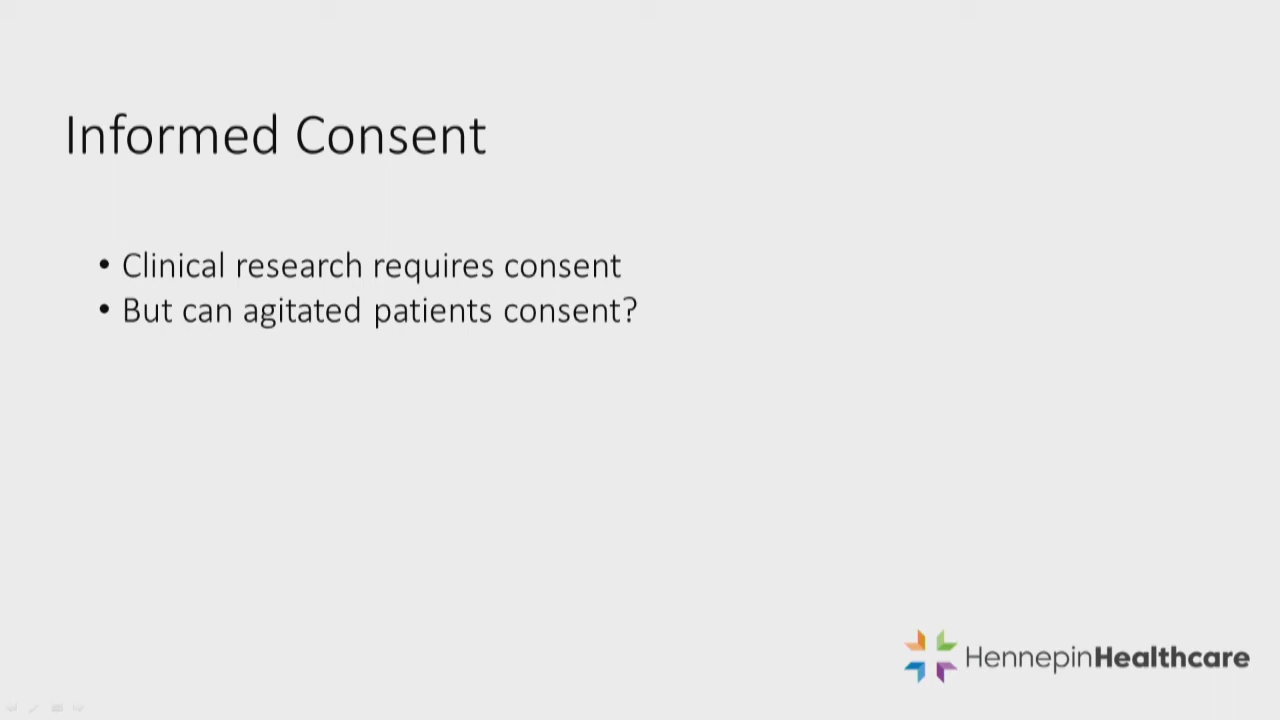 Informed Consent
• Clinical research requires consent
• But can agitated patients consent?
HennepinHealthcare